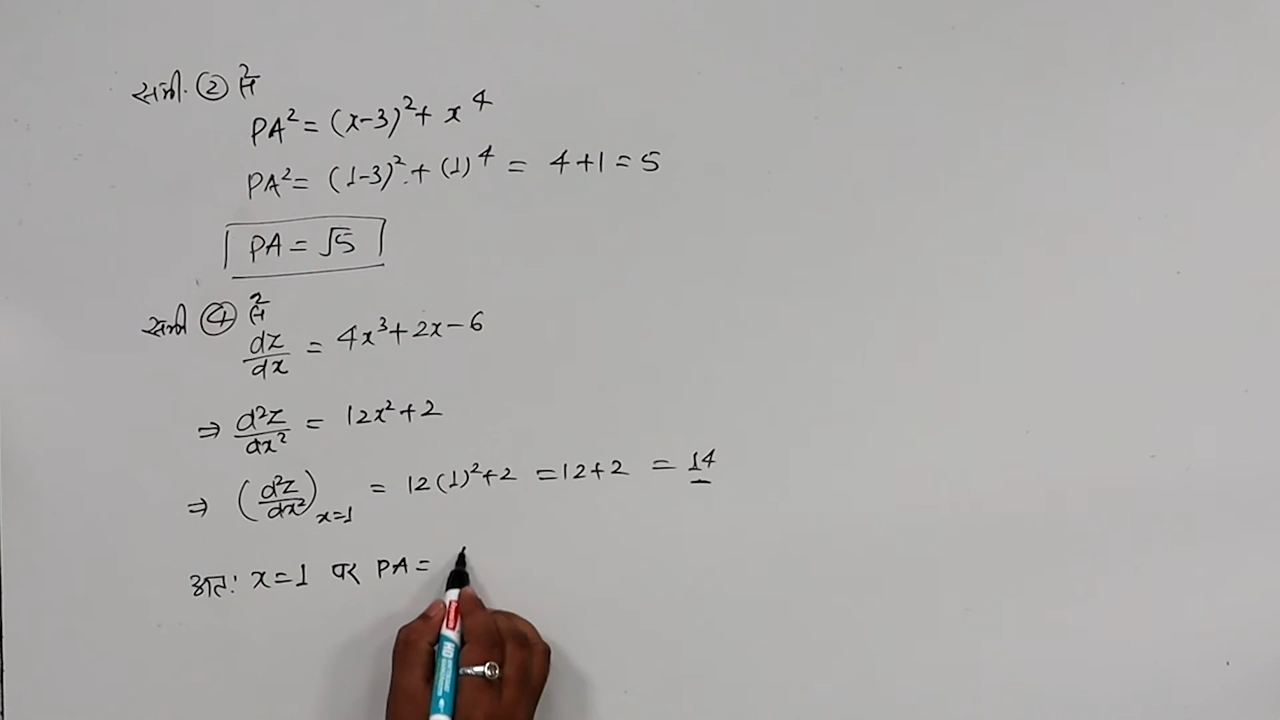 समी. ② से
PA² = (x-3)² + x⁴
PA² = (1-3)² + (1)⁴ = 4+1 = 5
PA = √5
समी ④ से
dz/dx = 4x³ + 2x - 6
⇒ d²z/dx² = 12x² + 2
⇒ (d²z/dx²)x=1 = 12(1)² + 2 = 12 + 2 = 14
अतः x = 1 पर PA =